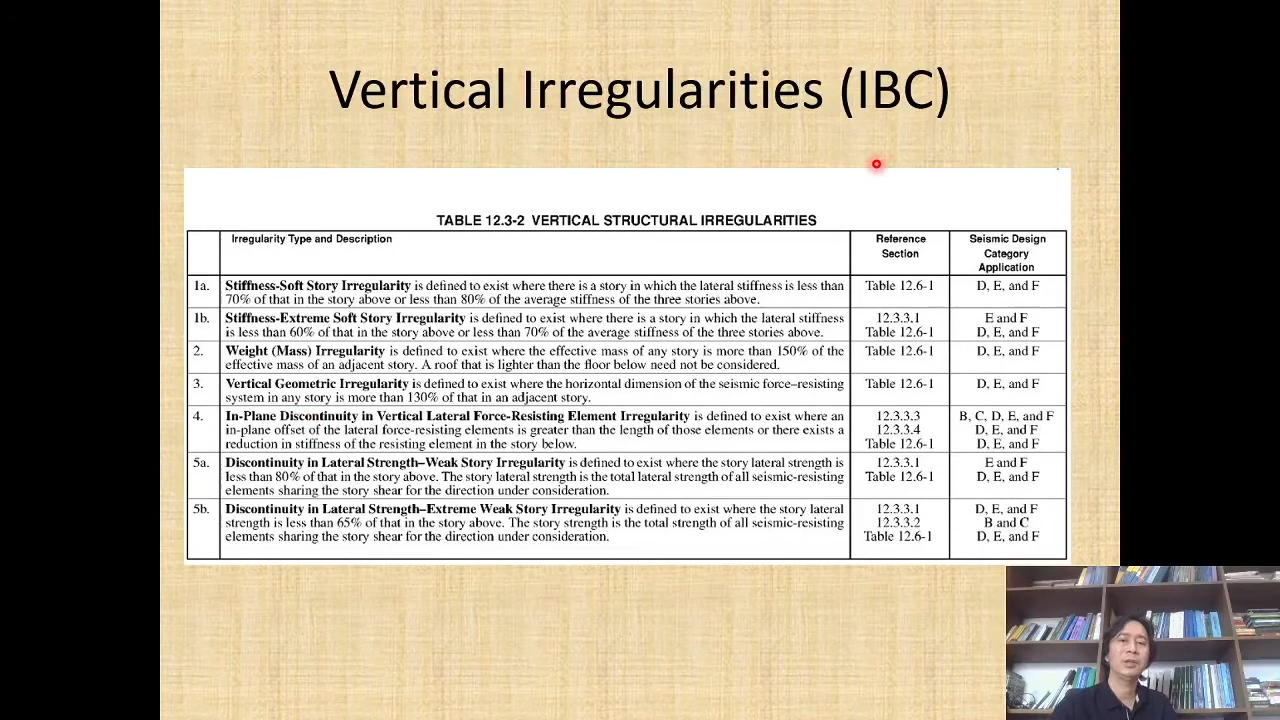 Vertical Irregularities (IBC)
TABLE 12.3-2 VERTICAL STRUCTURAL IRREGULARITIES
Irregularity Type and Description
Reference
Section
Seismic Design
Category
Application
1a. Stiffness-Soft Story Irregularity is defined to exist where there is a story in which the lateral stiffness is less than Table 12.6-1 D, E, and F
70% of that in the story above or less than 80% of the average stiffness of the three stories above.
1b. Stiffness-Extreme Soft Story Irregularity is defined to exist where there is a story in which the lateral stiffness 12.3.3.1 E and F
is less than 60% of that in the story above or less than 70% of the average stiffness of the three stories above. Table 12.6-1 D, E, and F
2. Weight (Mass) Irregularity is defined to exist where the effective mass of any story is more than 150% of the Table 12.6-1 D, E, and F
effective mass of an adjacent story. A roof that is lighter than the floor below need not be considered.
3. Vertical Geometric Irregularity is defined to exist where the horizontal dimension of the seismic force–resisting Table 12.6-1 D, E, and F
system in any story is more than 130% of that in an adjacent story.
4. In-Plane Discontinuity in Vertical Lateral Force-Resisting Element Irregularity is defined to exist where an 12.3.3.3 B, C, D, E, and F
in-plane offset of the lateral force-resisting elements is greater than the length of those elements or there exists a 12.3.3.4 D, E, and F
reduction in stiffness of the resisting element in the story below. Table 12.6-1 D, E, and F
5a. Discontinuity in Lateral Strength–Weak Story Irregularity is defined to exist where the story lateral strength is 12.3.3.1 E and F
less than 80% of that in the story above. The story lateral strength is the total lateral strength of all seismic-resisting Table 12.6-1 D, E, and F
elements sharing the story shear for the direction under consideration.
5b. Discontinuity in Lateral Strength–Extreme Weak Story Irregularity is defined to exist where the story lateral 12.3.3.1 D, E, and F
strength is less than 65% of that in the story above. The story strength is the total strength of all seismic-resisting 12.3.3.2 B and C
elements sharing the story shear for the direction under consideration. Table 12.6-1 D, E, and F